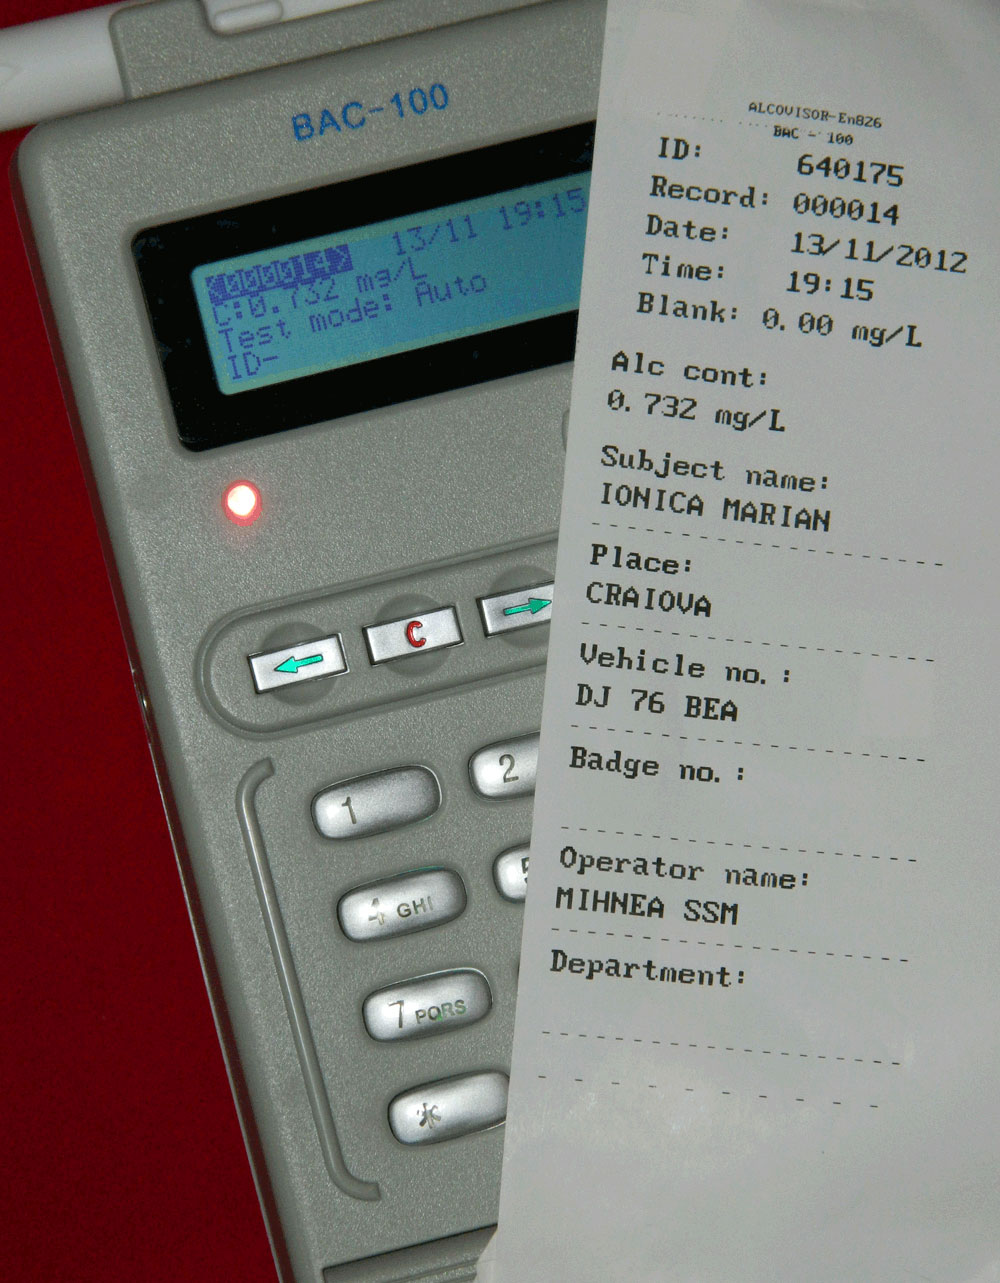 BAC-100
<00014> 13/11 19:15
C:0.732 mg/L
Test mode: Auto
ID-
C
1
2
4 GHI
5
7 PQRS
*
ALCOVISOR-En826
BAC - 100
ID: 640175
Record: 000014
Date: 13/11/2012
Time: 19:15
Blank: 0.00 mg/L
Alc cont:
0.732 mg/L
Subject name:
IONICA MARIAN
Place:
CRAIOVA
Vehicle no.:
DJ 76 BEA
Badge no.:
Operator name:
MIHNEA SSM
Department: